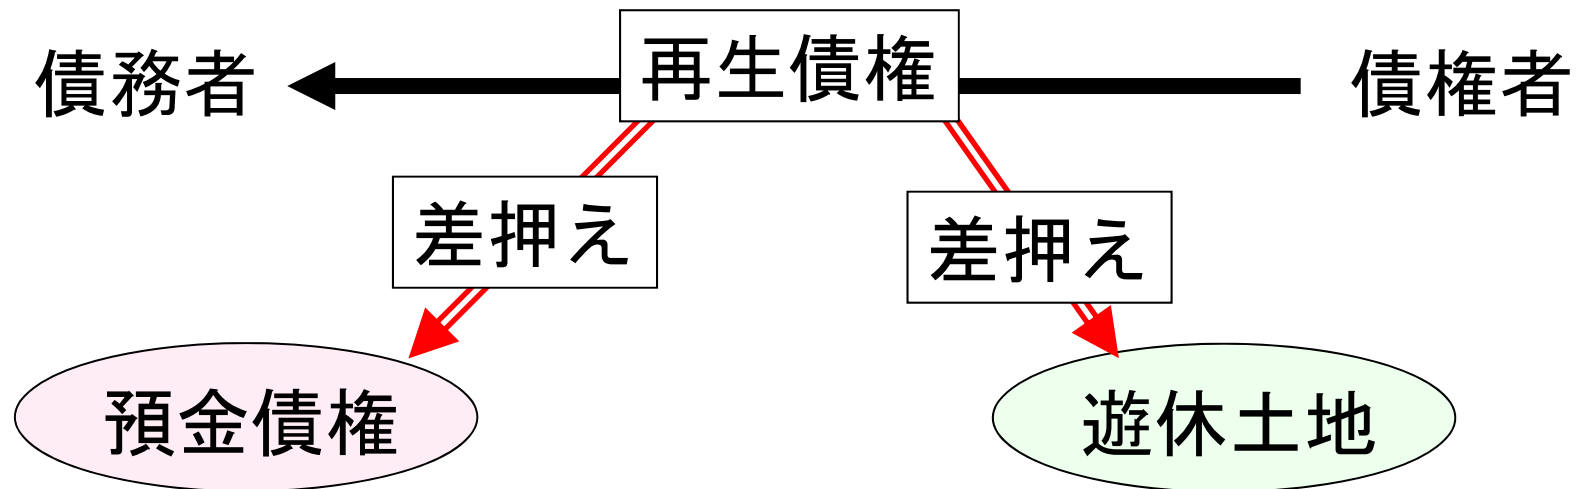 債務者
再生債権
債権者
差押え
差押え
預金債権
遊休土地